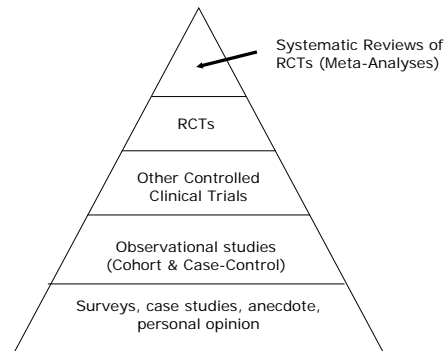 Systematic Reviews of
RCTs (Meta-Analyses)
RCTs
Other Controlled
Clinical Trials
Observational studies
(Cohort & Case-Control)
Surveys, case studies, anecdote,
personal opinion